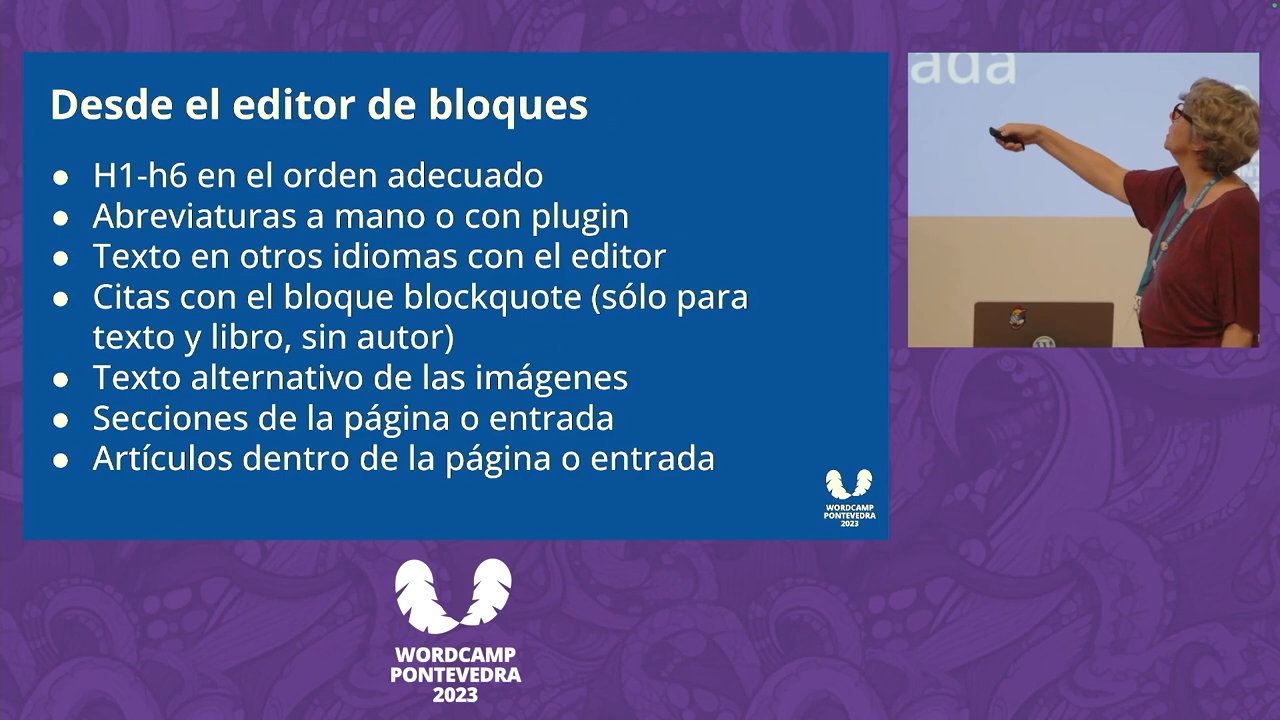 Desde el editor de bloques
● H1-h6 en el orden adecuado
● Abreviaturas a mano o con plugin
● Texto en otros idiomas con el editor
● Citas con el bloque blockquote (sólo para
texto y libro, sin autor)
● Texto alternativo de las imágenes
● Secciones de la página o entrada
● Artículos dentro de la página o entrada
WORDCAMP
PONTEVEDRA
2023
ada
WORDCAMP
PONTEVEDRA
2023